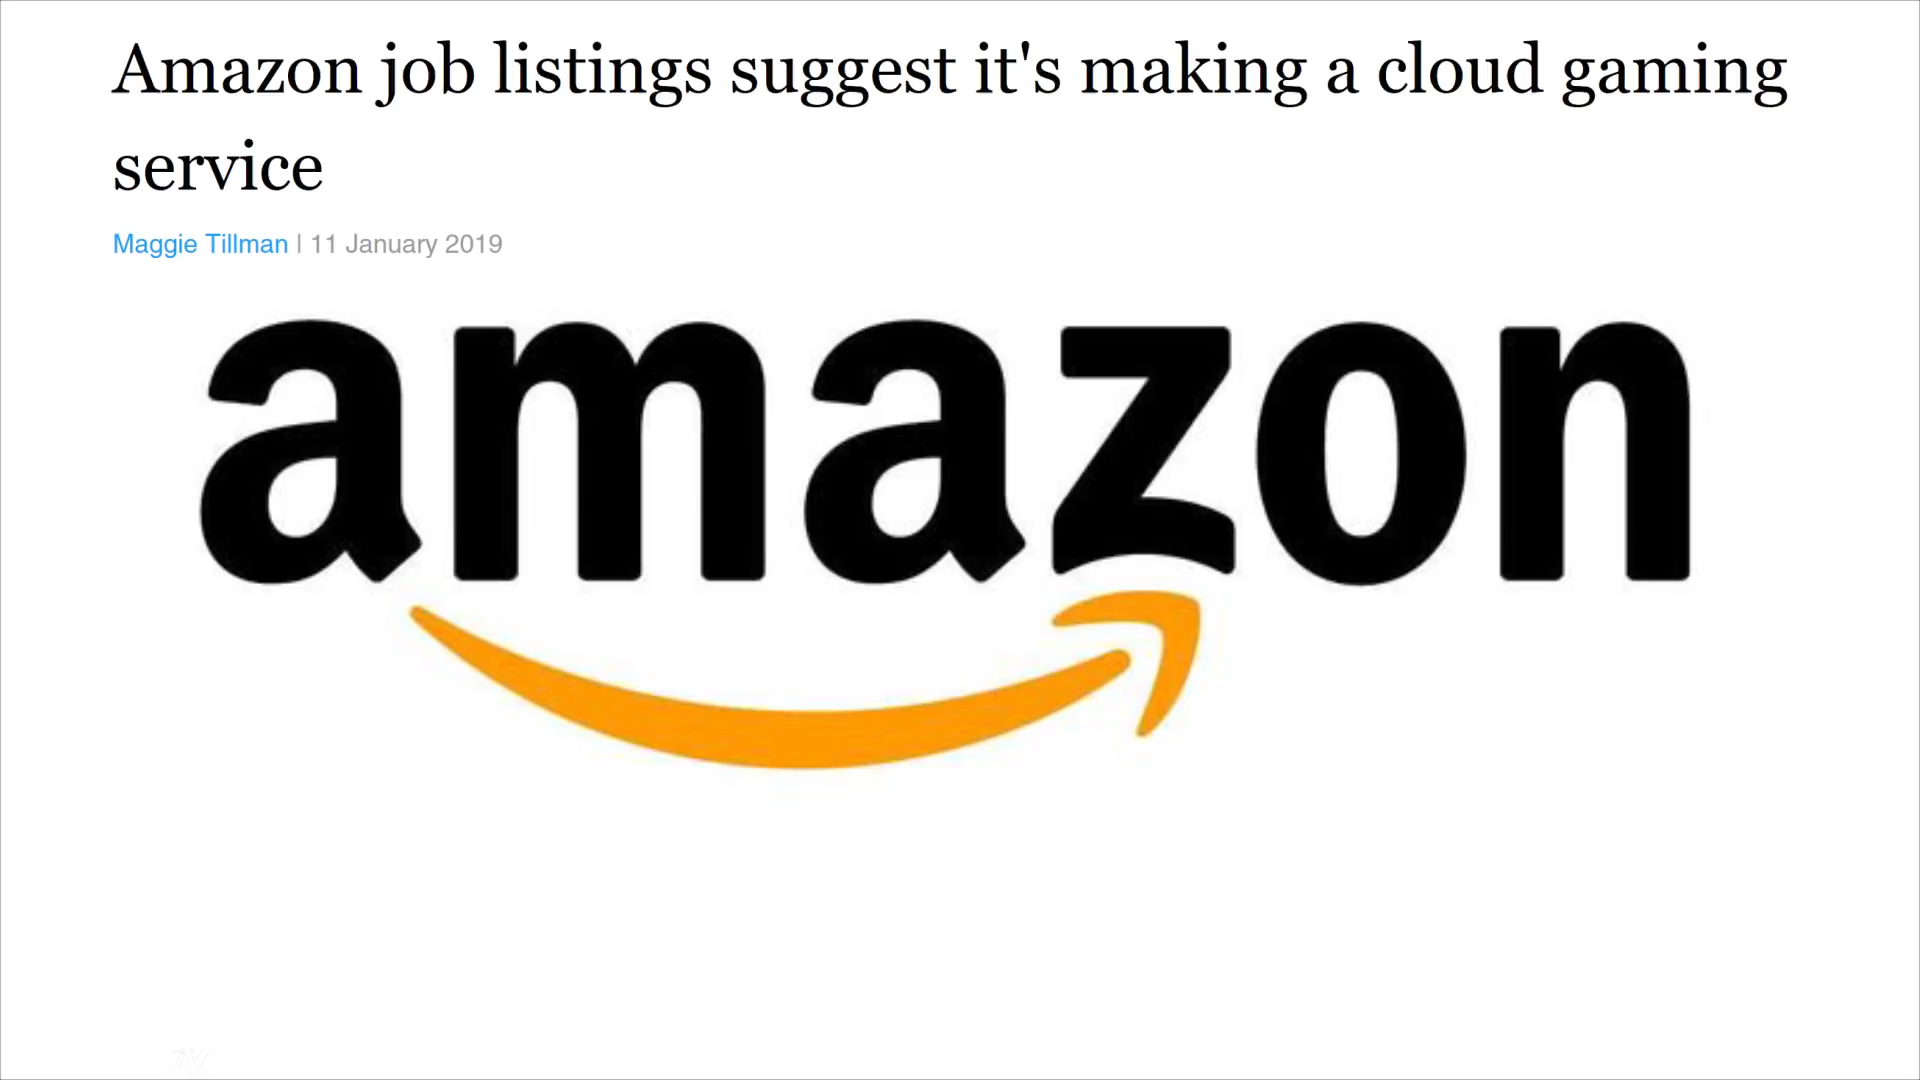 Amazon job listings suggest it's making a cloud gaming
service
Maggie Tillman | 11 January 2019
amazon